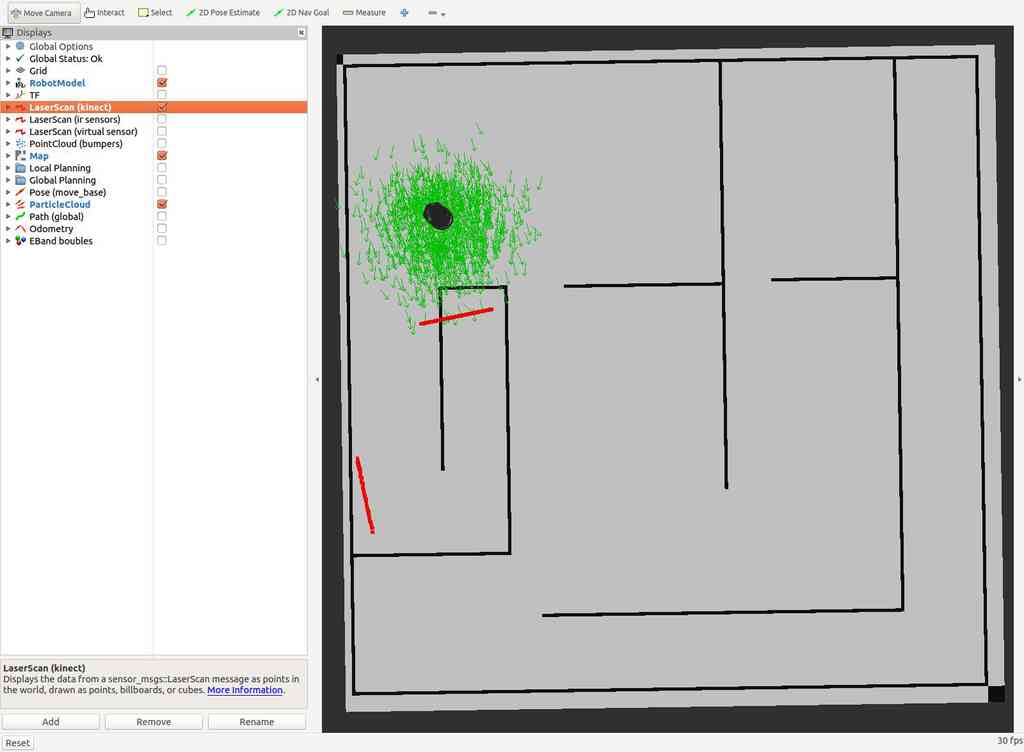 Move Camera Interact Select 2D Pose Estimate 2D Nav Goal Measure
Displays
Global Options
Global Status: Ok
Grid
RobotModel
TF
LaserScan (kinect)
LaserScan (ir sensors)
LaserScan (virtual sensor)
PointCloud (bumpers)
Map
Local Planning
Global Planning
Pose (move_base)
ParticleCloud
Path (global)
Odometry
EBand boubles
LaserScan (kinect)
Displays the data from a sensor_msgs::LaserScan message as points in
the world, drawn as points, billboards, or cubes. More Information.
Add Remove Rename
Reset
30 fps